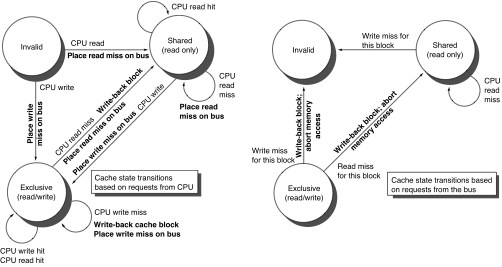 CPU read hit
Invalid
CPU read
Place read miss on bus
Shared
(read only)
CPU write
Place write
miss on bus
CPU read miss
Write-back block
Place read miss on bus
Place write miss on bus
CPU write
CPU
read
miss
Place read
miss on bus
Cache state transitions
based on requests from CPU
Exclusive
(read/write)
CPU write miss
Write-back cache block
Place write miss on bus
CPU write hit
CPU read hit
Invalid
Write miss for
this block
Shared
(read only)
CPU
read
miss
Write-back block;
abort memory
access
Write-back block; abort
memory access
Write miss
for this block
Read miss
for this block
Exclusive
(read/write)
Cache state transitions based
on requests from the bus